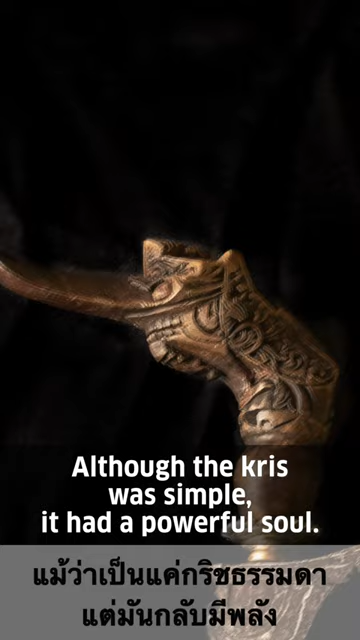 Although the kris
was simple,
it had a powerful soul.
แม้ว่าเป็นแค่กริชธรรมดา
แต่มันกลับมีพลัง